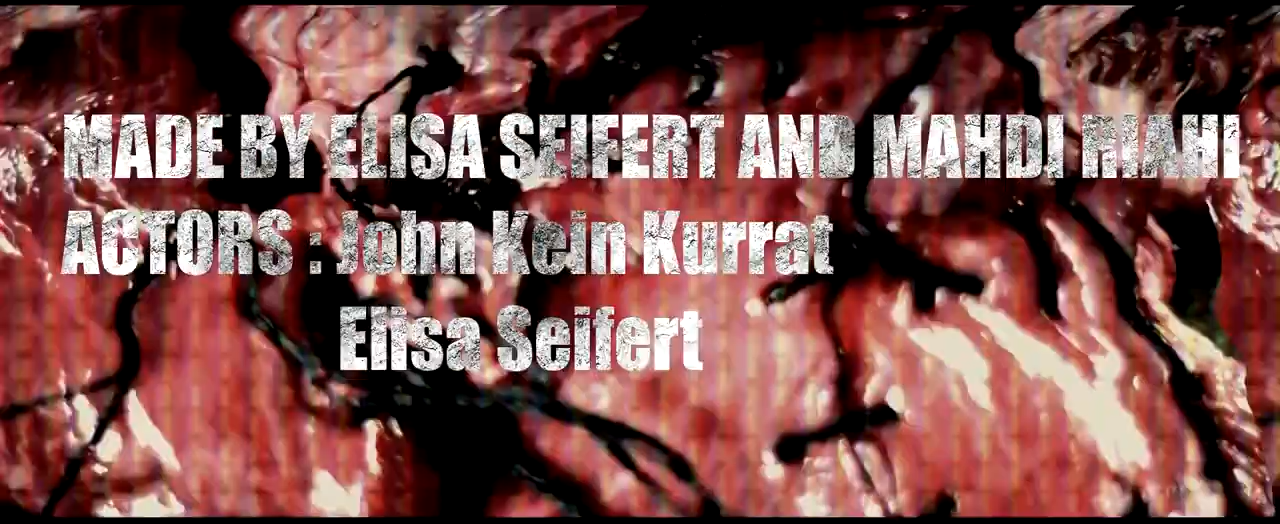 MADE BY ELISA SEIFERT AND MAHDI RIAHI
ACTORS : John Kein Kurrat
Elisa Seifert